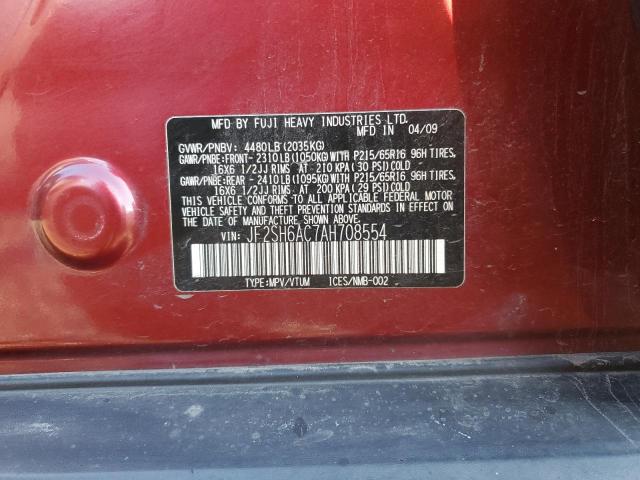 MFD BY FUJI HEAVY INDUSTRIES LTD.
MFD IN 04/09
GVWR/PNBV: 4480LB(2035KG)
GAWR/PNBE:FRONT-2310LB(1050KG)WITH P215/65R16 96H TIRES,
16X6 1/2JJ RIMS AT 210 KPA(30 PSI)COLD
GAWR/PNBE:REAR -2410LB(1095KG)WITH P215/65R16 96H TIRES,
16X6 1/2JJ RIMS AT 200 KPA(29 PSI)COLD
THIS VEHICLE CONFORMS TO ALL APPLICABLE FEDERAL MOTOR
VEHICLE SAFETY AND THEFT PREVENTION STANDARDS IN EFFECT ON
THE DATE OF MANUFACTURE SHOWN ABOVE.
VIN: JF2SH6AC7AH708554
TYPE:MPV/VTUM ICES/NMB-002